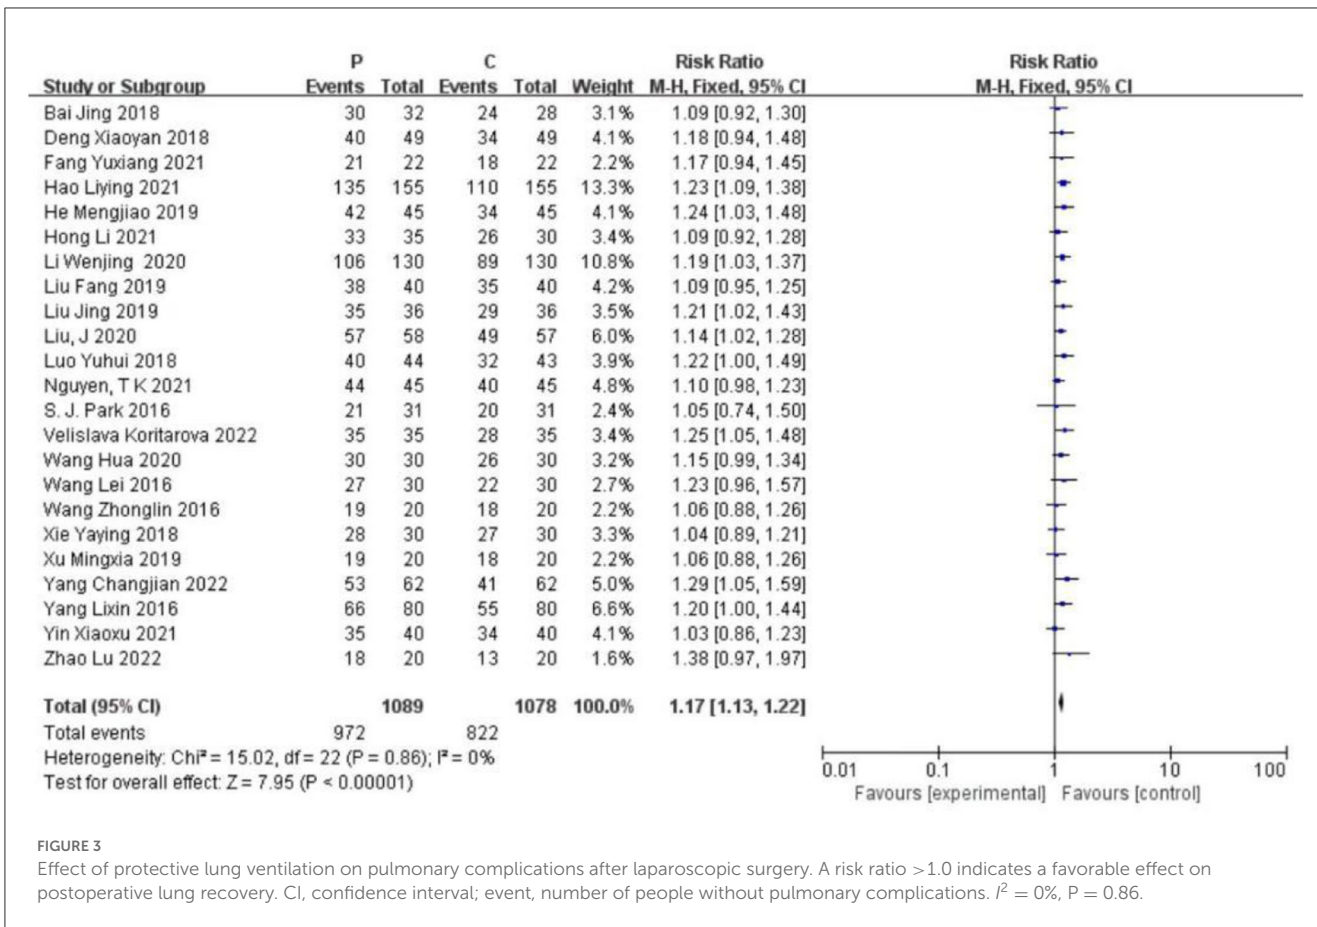 P C Risk Ratio Risk Ratio
Study or Subgroup Events Total Events Total Weight M-H, Fixed, 95% CI M-H, Fixed, 95% CI
Bai Jing 2018 30 32 24 28 3.1% 1.09 [0.92, 1.30]
Deng Xiaoyan 2018 40 49 34 49 4.1% 1.18 [0.94, 1.48]
Fang Yuxiang 2021 21 22 18 22 2.2% 1.17 [0.94, 1.45]
Hao Liying 2021 135 155 110 155 13.3% 1.23 [1.09, 1.38]
He Mengjiao 2019 42 45 34 45 4.1% 1.24 [1.03, 1.48]
Hong Li 2021 33 35 26 30 3.4% 1.09 [0.92, 1.28]
Li Wenjing 2020 106 130 89 130 10.8% 1.19 [1.03, 1.37]
Liu Fang 2019 38 40 35 40 4.2% 1.09 [0.95, 1.25]
Liu Jing 2019 35 36 29 36 3.5% 1.21 [1.02, 1.43]
Liu, J 2020 57 58 49 57 6.0% 1.14 [1.02, 1.28]
Luo Yuhui 2018 40 44 32 43 3.9% 1.22 [1.00, 1.49]
Nguyen, T K 2021 44 45 40 45 4.8% 1.10 [0.98, 1.23]
S. J. Park 2016 21 31 20 31 2.4% 1.05 [0.74, 1.50]
Velislava Koritarova 2022 35 35 28 35 3.4% 1.25 [1.05, 1.48]
Wang Hua 2020 30 30 26 30 3.2% 1.15 [0.99, 1.34]
Wang Lei 2016 27 30 22 30 2.7% 1.23 [0.96, 1.57]
Wang Zhonglin 2016 19 20 18 20 2.2% 1.06 [0.88, 1.26]
Xie Yaying 2018 28 30 27 30 3.3% 1.04 [0.89, 1.21]
Xu Mingxia 2019 19 20 18 20 2.2% 1.06 [0.88, 1.26]
Yang Changjian 2022 53 62 41 62 5.0% 1.29 [1.05, 1.59]
Yang Lixin 2016 66 80 55 80 6.6% 1.20 [1.00, 1.44]
Yin Xiaoxu 2021 35 40 34 40 4.1% 1.03 [0.86, 1.23]
Zhao Lu 2022 18 20 13 20 1.6% 1.38 [0.97, 1.97]
Total (95% CI) 1089 1078 100.0% 1.17 [1.13, 1.22]
Total events 972 822
Heterogeneity: Chi² = 15.02, df = 22 (P = 0.86); I² = 0%
Test for overall effect: Z = 7.95 (P < 0.00001)
0.01 0.1 1 10 100
Favours [experimental] Favours [control]
FIGURE 3
Effect of protective lung ventilation on pulmonary complications after laparoscopic surgery. A risk ratio >1.0 indicates a favorable effect on
postoperative lung recovery. CI, confidence interval; event, number of people without pulmonary complications. I² = 0%, P = 0.86.